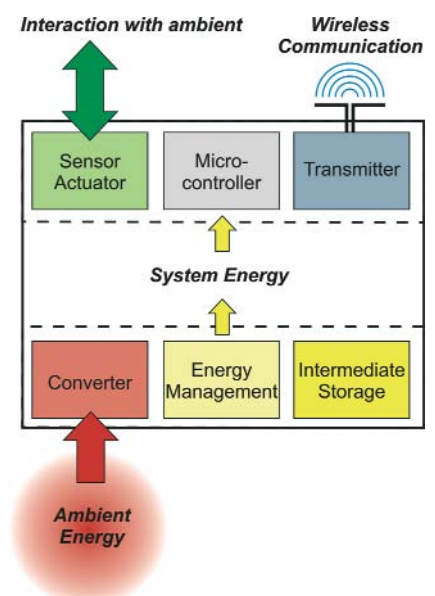 Interaction with ambient
Wireless
Communication
Sensor
Actuator
Micro-
controller
Transmitter
System Energy
Converter
Energy
Management
Intermediate
Storage
Ambient
Energy